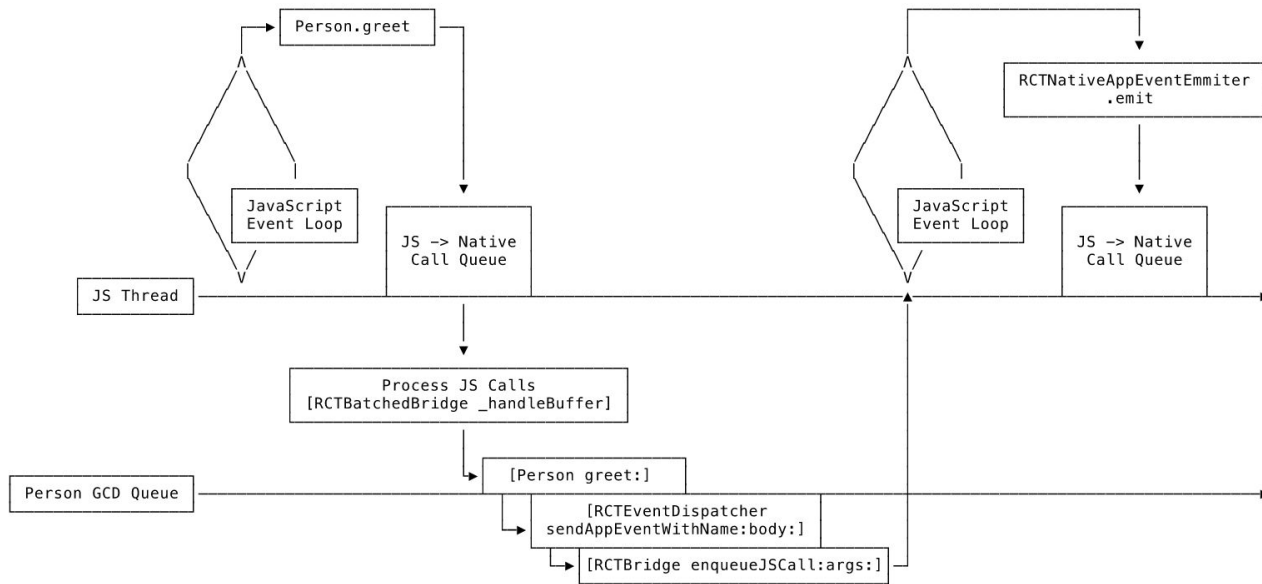 Person.greet
RCTNativeAppEventEmmiter
.emit
JavaScript
Event Loop
JavaScript
Event Loop
JS -> Native
Call Queue
JS -> Native
Call Queue
JS Thread
Process JS Calls
[RCTBatchedBridge _handleBuffer]
[Person greet:]
Person GCD Queue
[RCTEventDispatcher
sendAppEventWithName:body:]
[RCTBridge enqueueJSCall:args:]